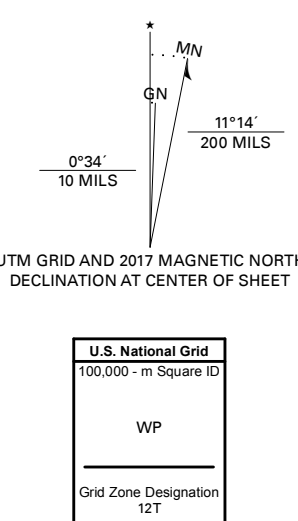 ★
MN
GN
11°14´
200 MILS
0°34´
10 MILS
UTM GRID AND 2017 MAGNETIC NORTH
DECLINATION AT CENTER OF SHEET
U.S. National Grid
100,000 - m Square ID
WP
Grid Zone Designation
12T